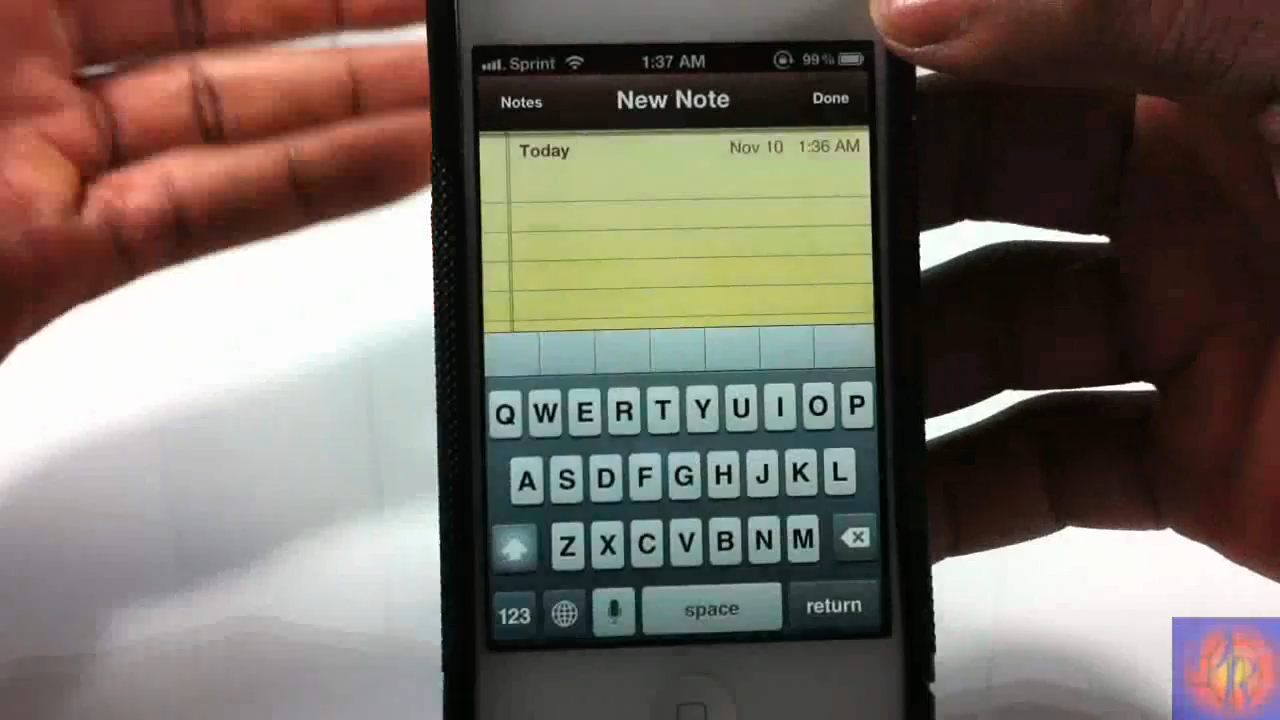 Sprint 1:37 AM 99%
Notes New Note Done
Today Nov 10 1:36 AM
Q W E R T Y U I O P
A S D F G H J K L
Z X C V B N M
123 space return